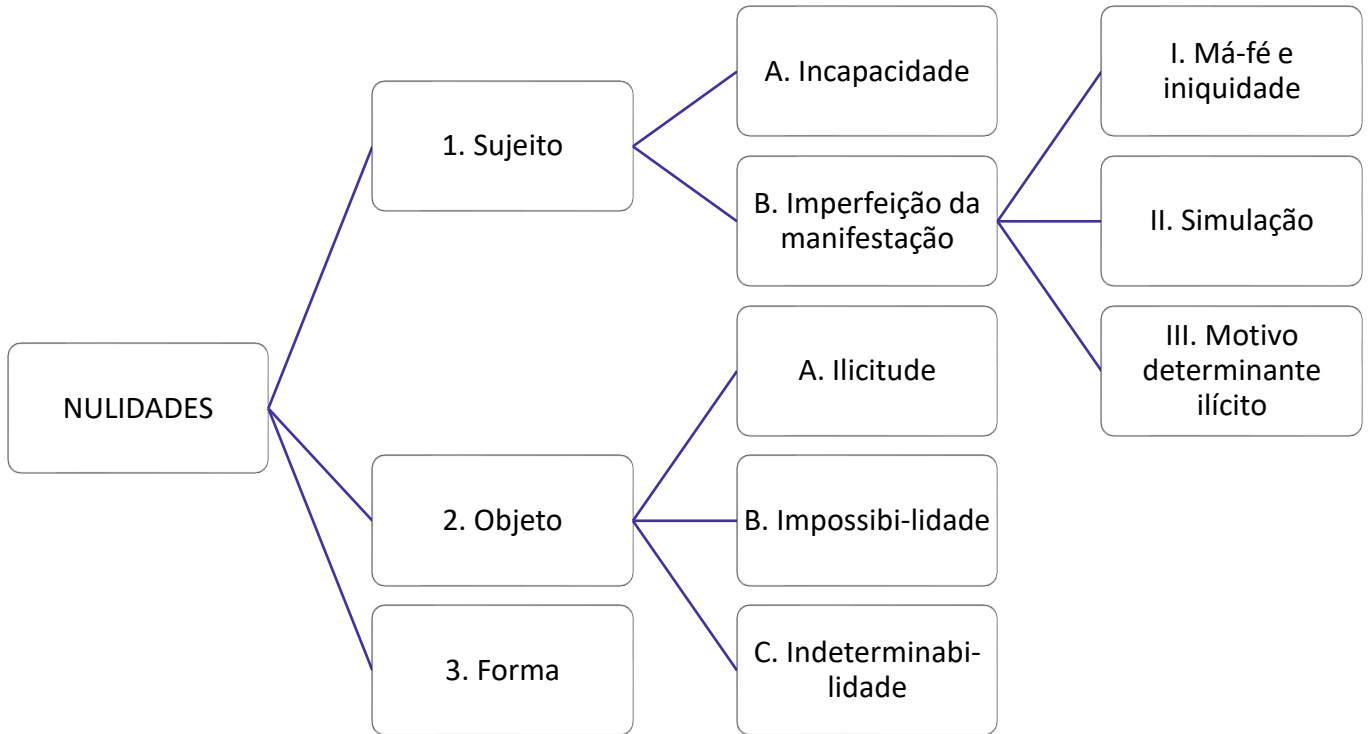 NULIDADES
1. Sujeito
A. Incapacidade
B. Imperfeição da
manifestação
I. Má-fé e
iniquidade
II. Simulação
III. Motivo
determinante
ilícito
2. Objeto
A. Ilicitude
B. Impossibi-lidade
C. Indeterminabi-
lidade
3. Forma